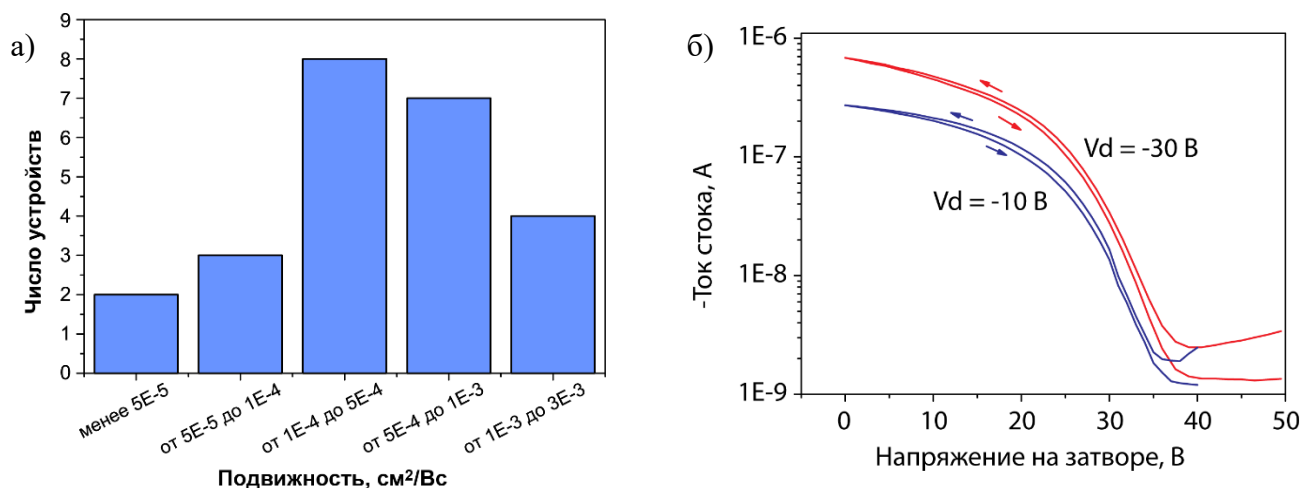 а)
Число устройств
9
8
7
6
5
4
3
2
1
0
менее 5E-5
от 5E-5 до 1E-4
от 1E-4 до 5E-4
от 5E-4 до 1E-3
от 1E-3 до 3E-3
Подвижность, см²/Вс
б)
-Ток стока, А
1E-6
1E-7
1E-8
1E-9
Vd = -30 В
Vd = -10 В
0
10
20
30
40
50
Напряжение на затворе, В